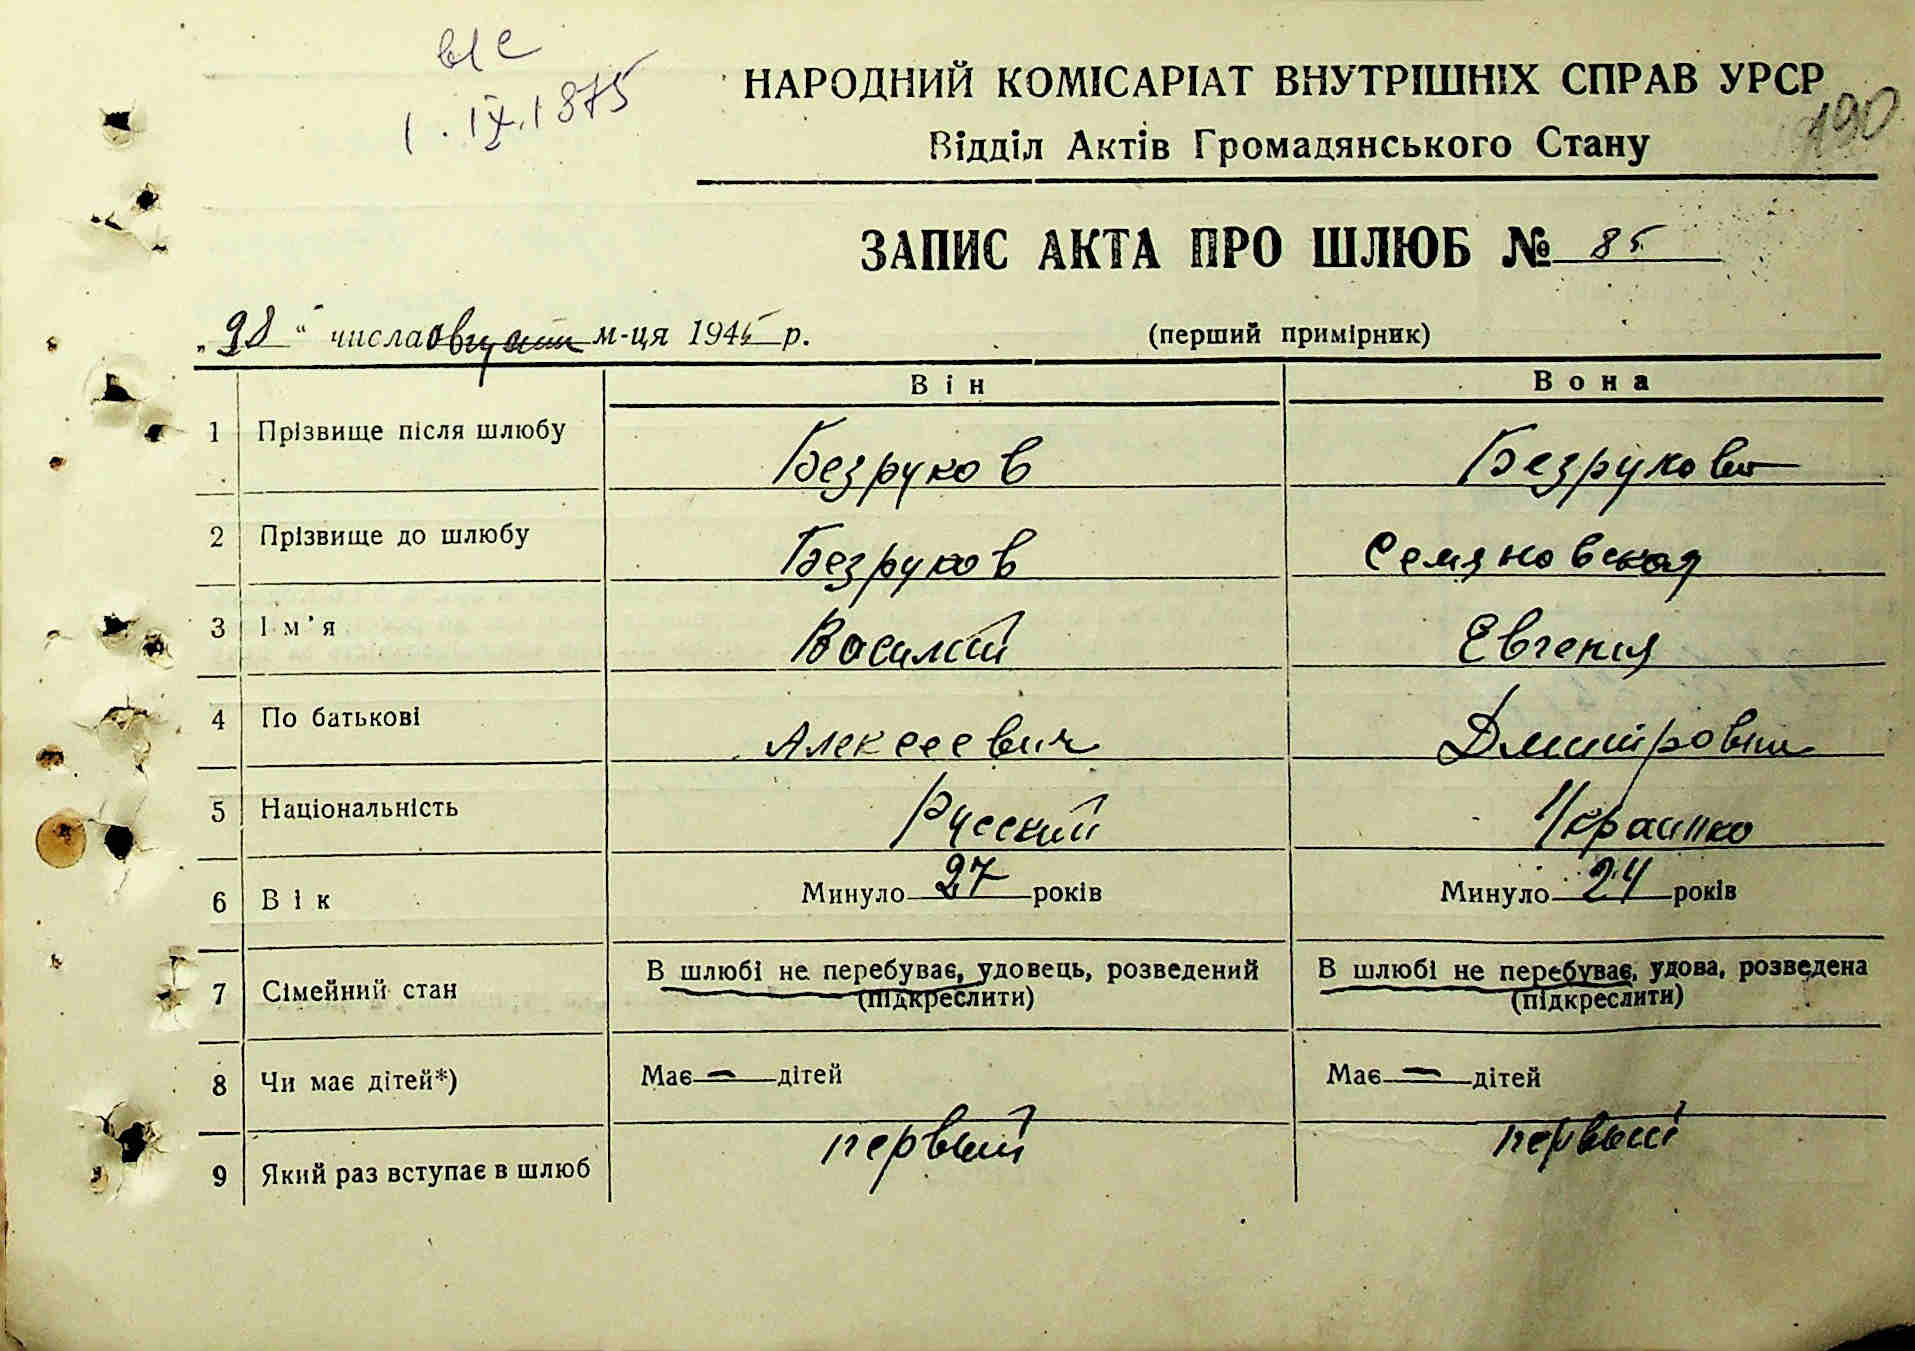 1.IX.1875
НАРОДНИЙ КОМІСАРІАТ ВНУТРІШНІХ СПРАВ УРСР
190
Відділ Актів Громадянського Стану
ЗАПИС АКТА ПРО ШЛЮБ № 85
„28“ числа август м-ця 1945 р. (перший примірник)
Він Вона
1 Прізвище після шлюбу Безруков Безрукова
2 Прізвище до шлюбу Безруков Семяновская
3 Ім’я Василий Евгения
4 По батькові Алексеевич Дмитровна
5 Національність Русский Украинка
6 Вік Минуло 27 років Минуло 24 років
7 Сімейний стан В шлюбі не перебуває, удовець, розведений В шлюбі не перебуває, удова, розведена
(підкреслити) (підкреслити)
8 Чи має дітей*) Має — дітей Має — дітей
9 Який раз вступає в шлюб первый первый